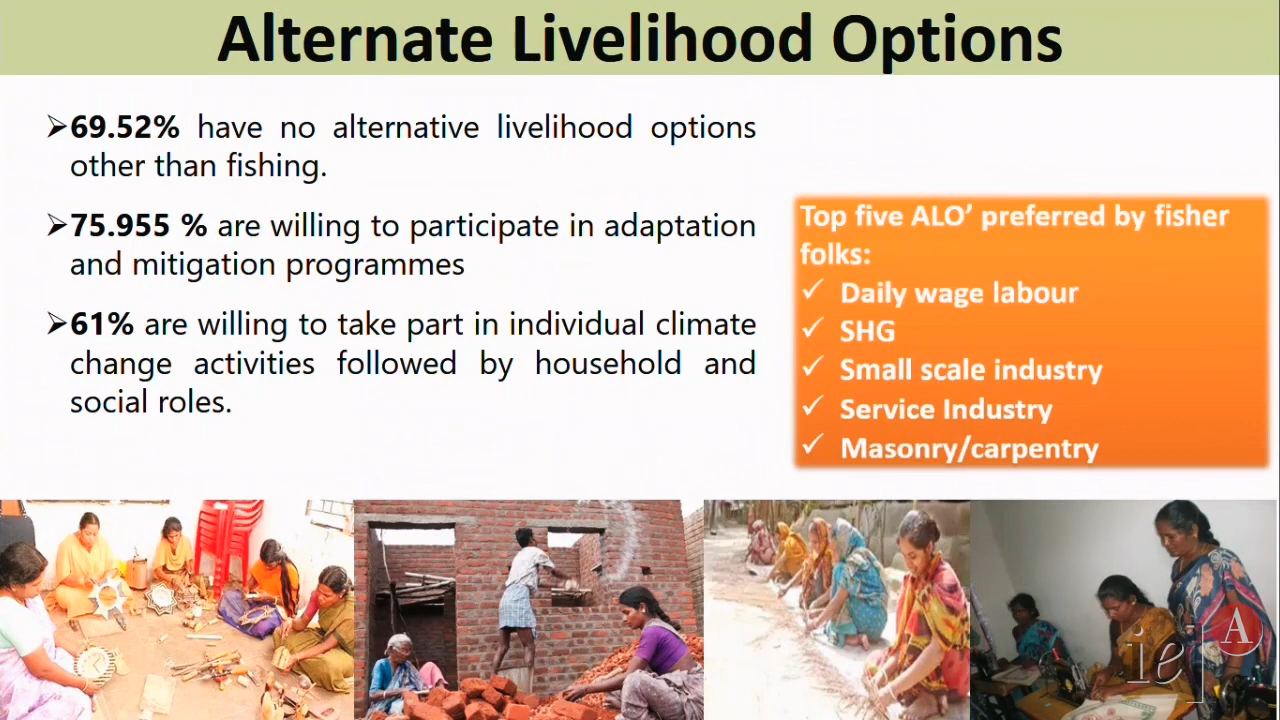 Alternate Livelihood Options
➢69.52% have no alternative livelihood options
other than fishing.
➢75.955 % are willing to participate in adaptation
and mitigation programmes
➢61% are willing to take part in individual climate
change activities followed by household and
social roles.
Top five ALO’ preferred by fisher
folks:
✓ Daily wage labour
✓ SHG
✓ Small scale industry
✓ Service Industry
✓ Masonry/carpentry
iej A